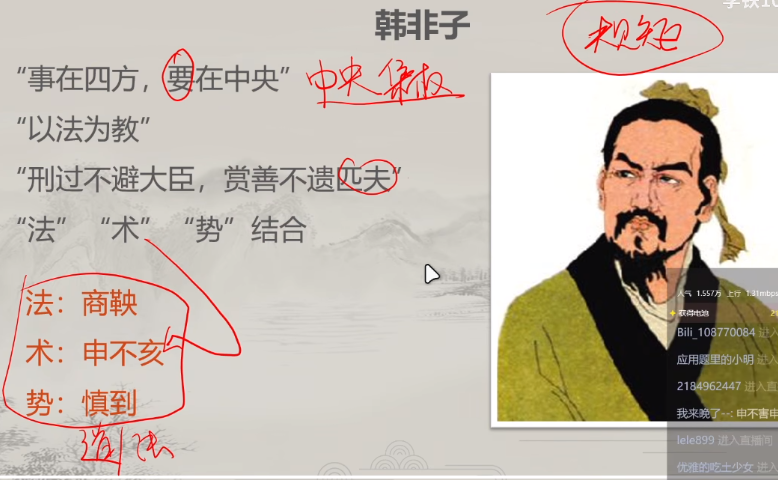 韩非子
规矩
“事在四方，要在中央”
中央集权
“以法为教”
“刑过不避大臣，赏善不遗匹夫”
“法” “术” “势”结合
法：商鞅
术：申不亥
势：慎到
道/法
人气 1.557万 上行 1.31mbps
获得电池
Bili_108770084 进入
应用题里的小明 进入
2184962447 进入直
我来晚了--: 申不害申
lele899 进入直播间
优雅的吃土少女 进入